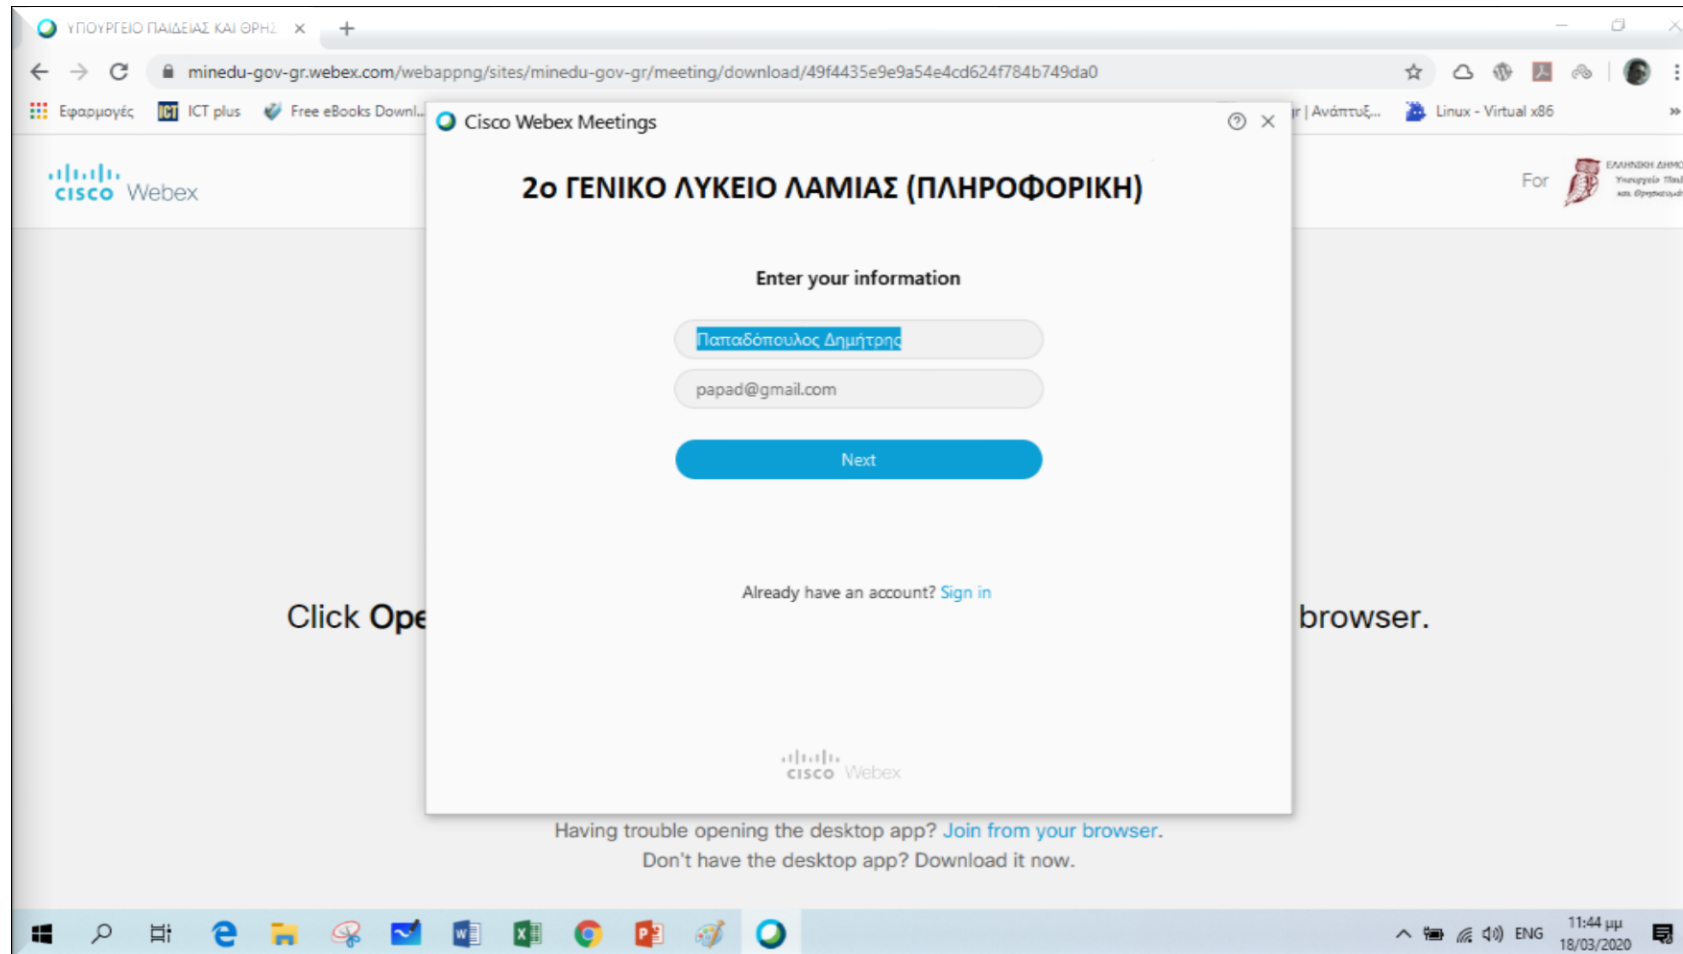 ΥΠΟΥΡΓΕΙΟ ΠΑΙΔΕΙΑΣ ΚΑΙ ΘΡΗΣ
minedu-gov-gr.webex.com/webappng/sites/minedu-gov-gr/meeting/download/49f4435e9e9a54e4cd624f784b749da0
Εφαρμογές ICT ICT plus Free eBooks Downl... Cisco Webex Meetings | Ανάπτυξ... Linux - Virtual x86
cisco Webex
For
ΕΛΛΗΝΙΚΗ ΔΗΜΟ
2ο ΓΕΝΙΚΟ ΛΥΚΕΙΟ ΛΑΜΙΑΣ (ΠΛΗΡΟΦΟΡΙΚΗ)
Enter your information
Παπαδόπουλος Δημήτρης
papad@gmail.com
Next
Already have an account? Sign in
Click Ope browser.
cisco Webex
Having trouble opening the desktop app? Join from your browser.
Don't have the desktop app? Download it now.
ENG
11:44 μμ
18/03/2020